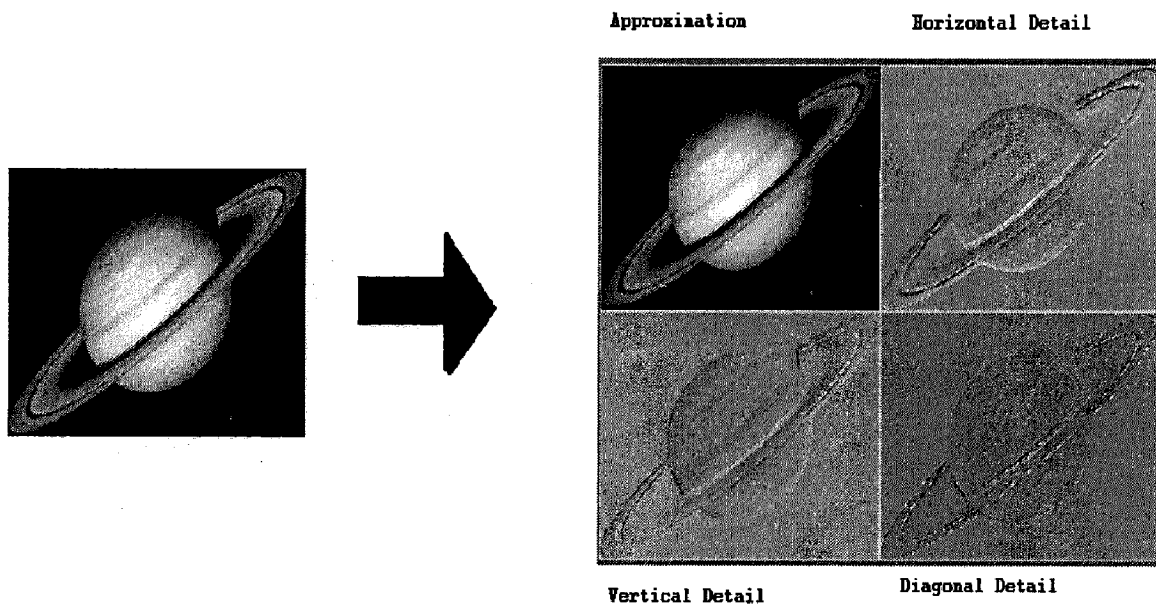 Approximation
Horizontal Detail
Vertical Detail
Diagonal Detail